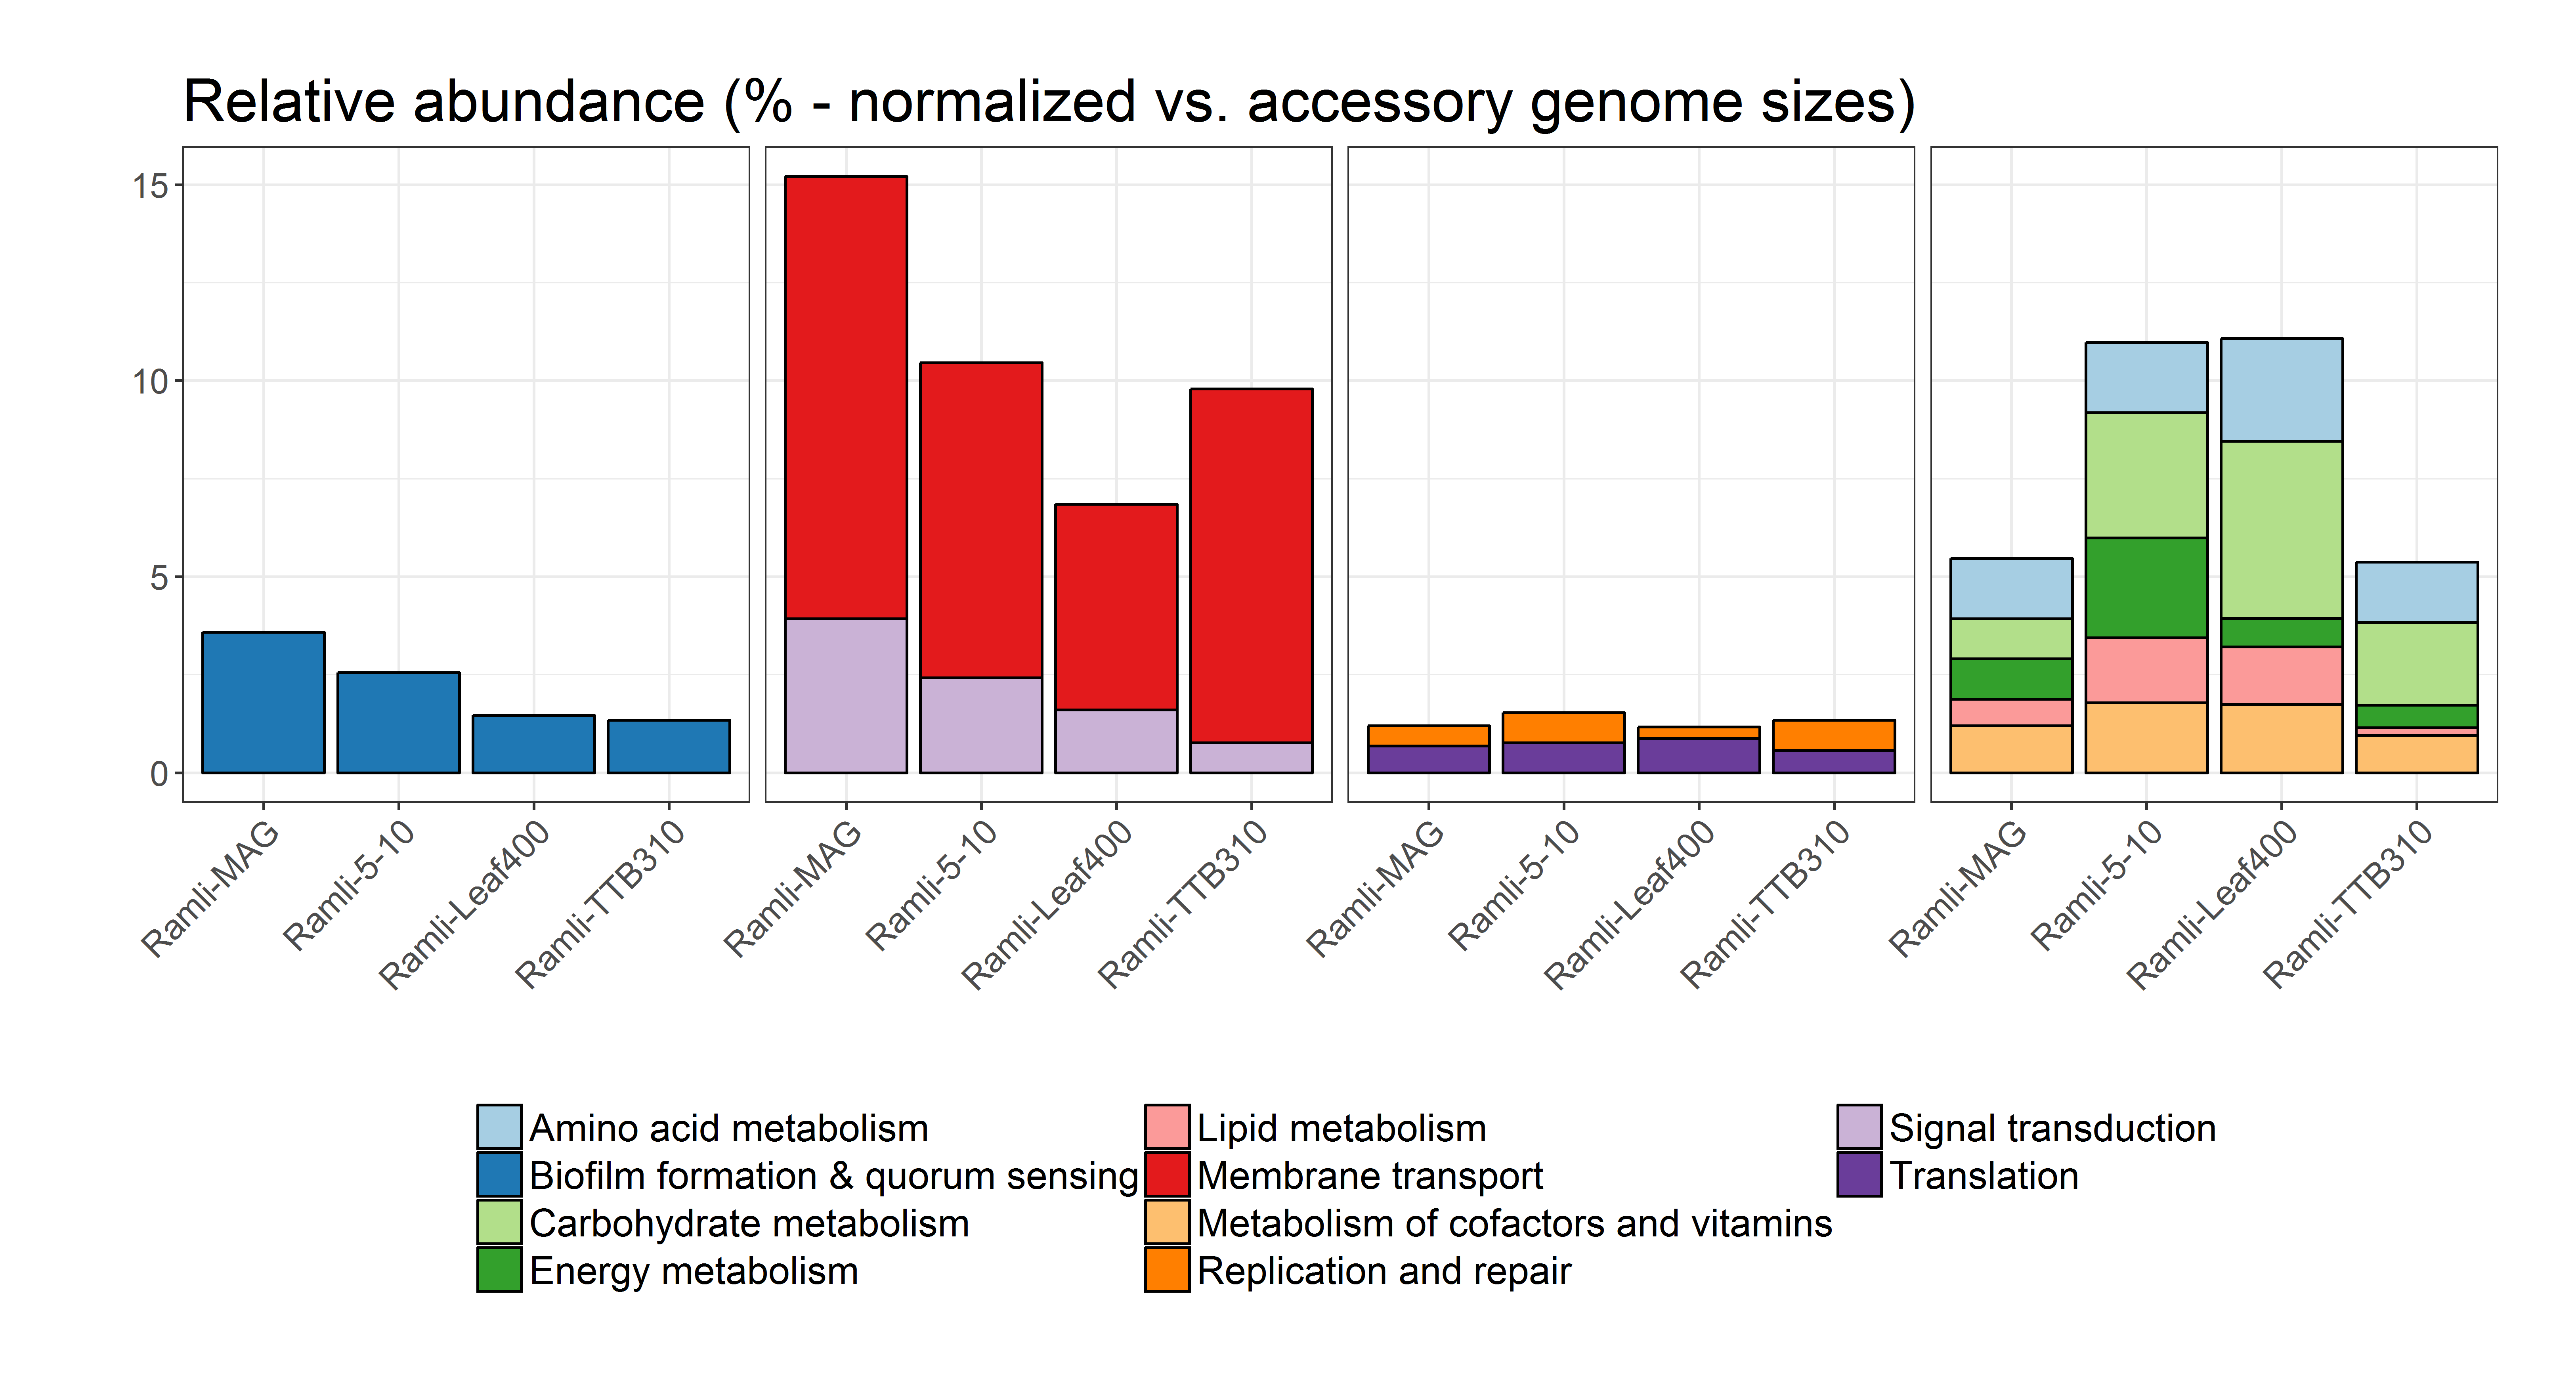 Relative abundance (% - normalized vs. accessory genome sizes)
15
10
5
0
Ramli-MAG
Ramli-5-10
Ramli-Leaf400
Ramli-TTB310
Ramli-MAG
Ramli-5-10
Ramli-Leaf400
Ramli-TTB310
Ramli-MAG
Ramli-5-10
Ramli-Leaf400
Ramli-TTB310
Ramli-MAG
Ramli-5-10
Ramli-Leaf400
Ramli-TTB310
Amino acid metabolism
Biofilm formation & quorum sensing
Carbohydrate metabolism
Energy metabolism
Lipid metabolism
Membrane transport
Metabolism of cofactors and vitamins
Replication and repair
Signal transduction
Translation